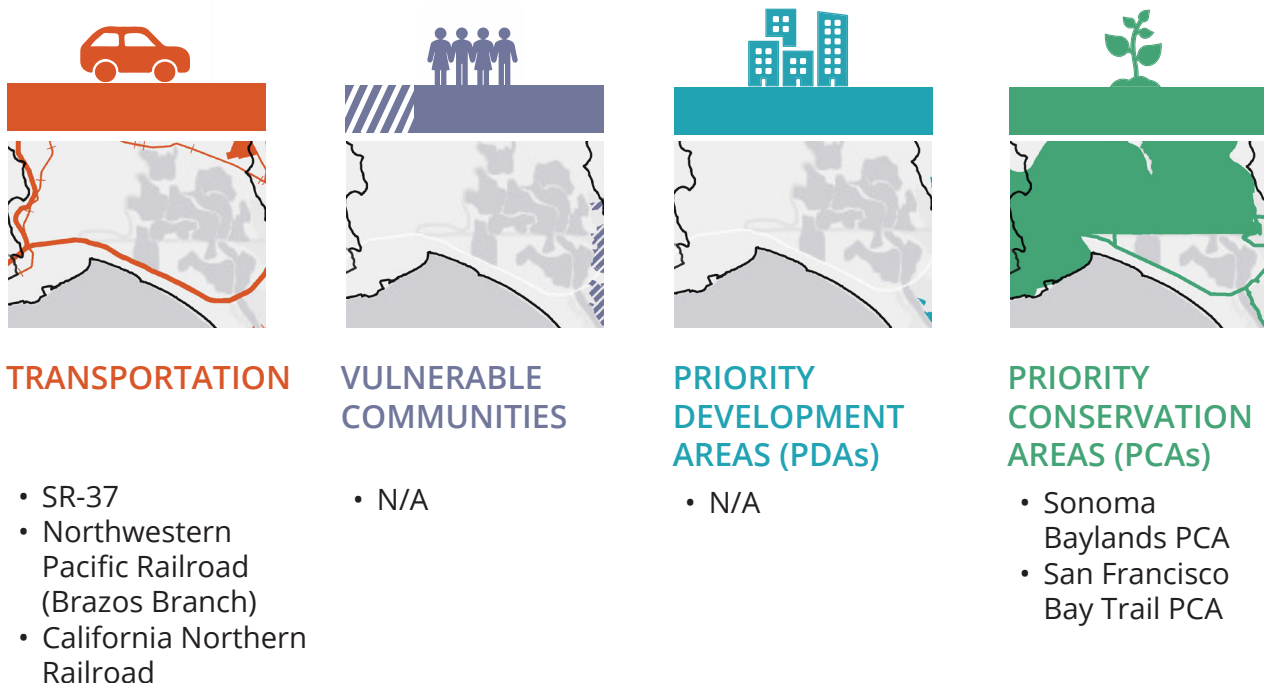 TRANSPORTATION
• SR-37
• Northwestern
Pacific Railroad
(Brazos Branch)
• California Northern
Railroad
VULNERABLE
COMMUNITIES
• N/A
PRIORITY
DEVELOPMENT
AREAS (PDAs)
• N/A
PRIORITY
CONSERVATION
AREAS (PCAs)
• Sonoma
Baylands PCA
• San Francisco
Bay Trail PCA